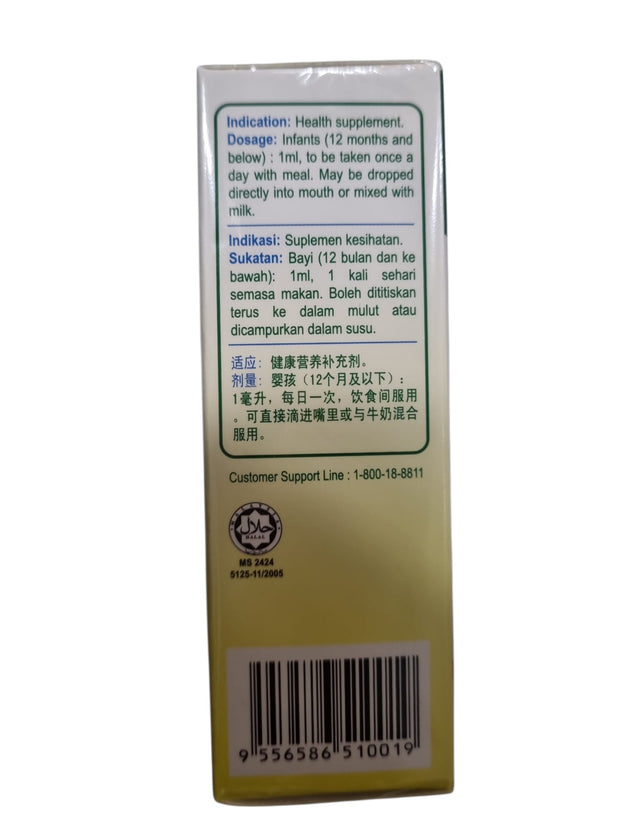 Indication: Health supplement.
Dosage: Infants (12 months and
below) : 1ml, to be taken once a
day with meal. May be dropped
directly into mouth or mixed with
milk.
Indikasi: Suplemen kesihatan.
Sukatan: Bayi (12 bulan dan ke
bawah): 1ml, 1 kali sehari
semasa makan. Boleh dititiskan
terus ke dalam mulut atau
dicampurkan dalam susu.
适应: 健康营养补充剂。
剂量: 婴孩 (12个月及以下) :
1毫升, 每日一次, 饮食间服用
。可直接滴进嘴里或与牛奶混合
服用。
Customer Support Line : 1-800-18-8811
MALAYSIA
حلال
HALAL
MS 2424
5125-11/2005
9 556586 510019